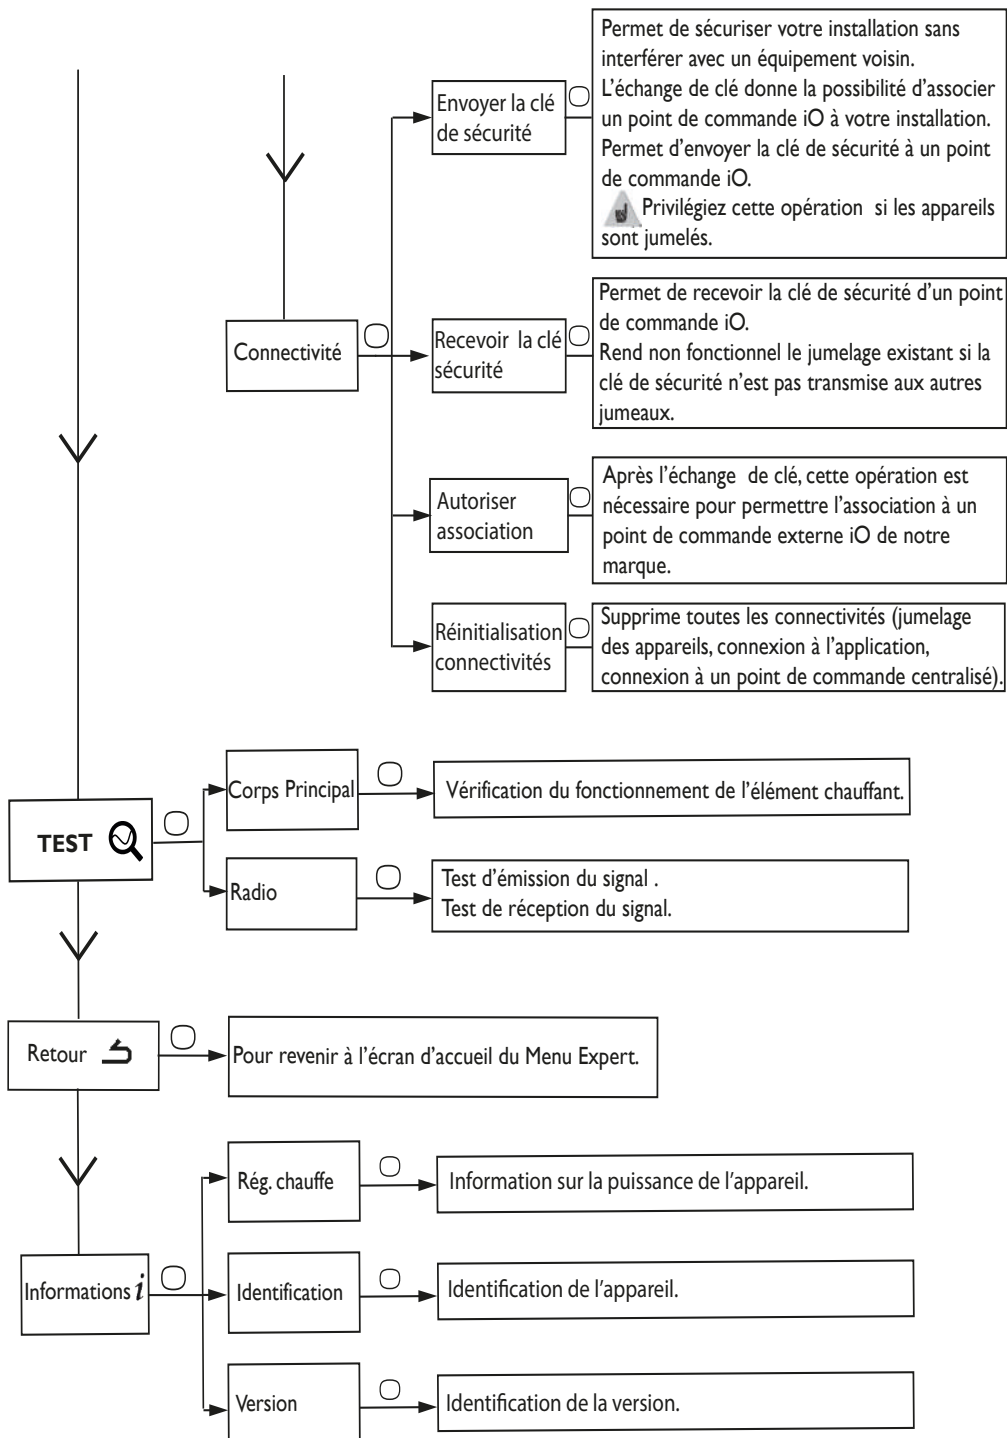 Envoyer la clé
de sécurité
Permet de sécuriser votre installation sans
interférer avec un équipement voisin.
L’échange de clé donne la possibilité d’associer
un point de commande iO à votre installation.
Permet d’envoyer la clé de sécurité à un point
de commande iO.
Privilégiez cette opération si les appareils
sont jumelés.
Connectivité
Recevoir la clé
sécurité
Permet de recevoir la clé de sécurité d’un point
de commande iO.
Rend non fonctionnel le jumelage existant si la
clé de sécurité n’est pas transmise aux autres
jumeaux.
Autoriser
association
Après l’échange de clé, cette opération est
nécessaire pour permettre l’association à un
point de commande externe iO de notre
marque.
Réinitialisation
connectivités
Supprime toutes les connectivités (jumelage
des appareils, connexion à l’application,
connexion à un point de commande centralisé).
TEST
Corps Principal
Vérification du fonctionnement de l’élément chauffant.
Radio
Test d’émission du signal .
Test de réception du signal.
Retour
Pour revenir à l’écran d’accueil du Menu Expert.
Informations i
Rég. chauffe
Information sur la puissance de l’appareil.
Identification
Identification de l’appareil.
Version
Identification de la version.